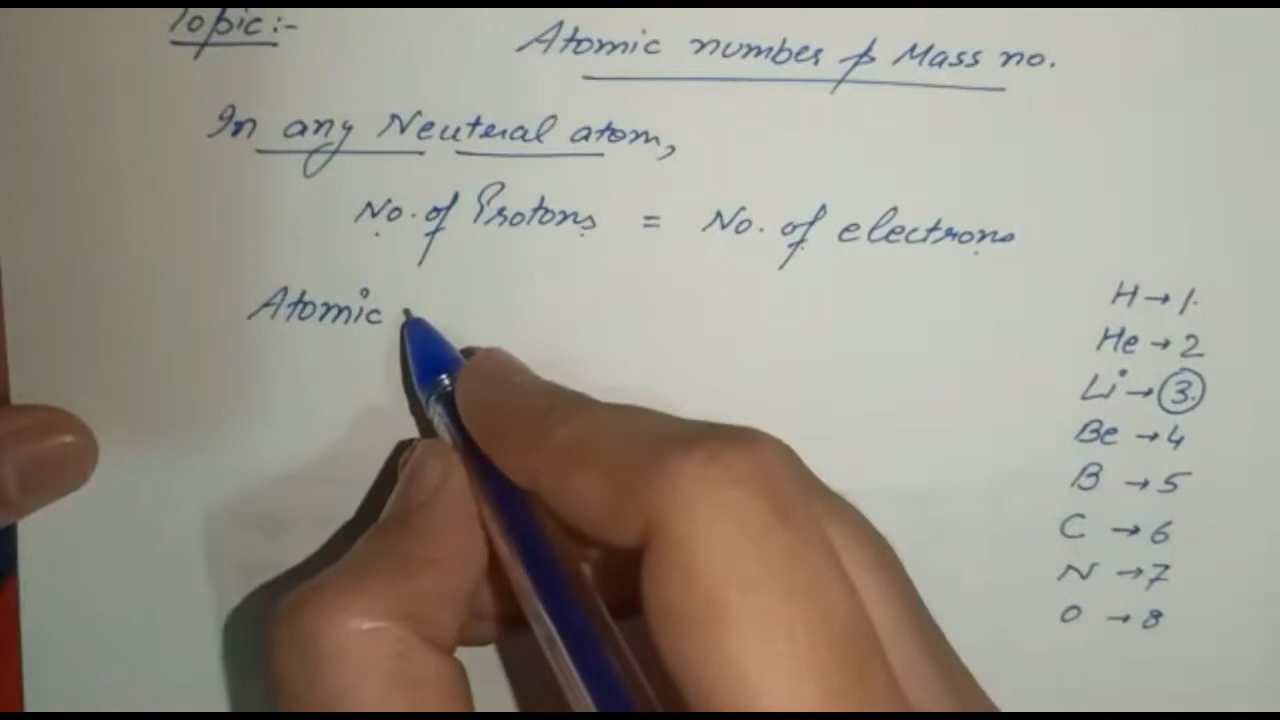 Topic:-
Atomic number & Mass no.
In any Neuteral atom,
No. of Protons = No. of electrons
Atomic
H → 1.
He → 2
Li → 3.
Be → 4
B → 5
C → 6
N → 7
O → 8